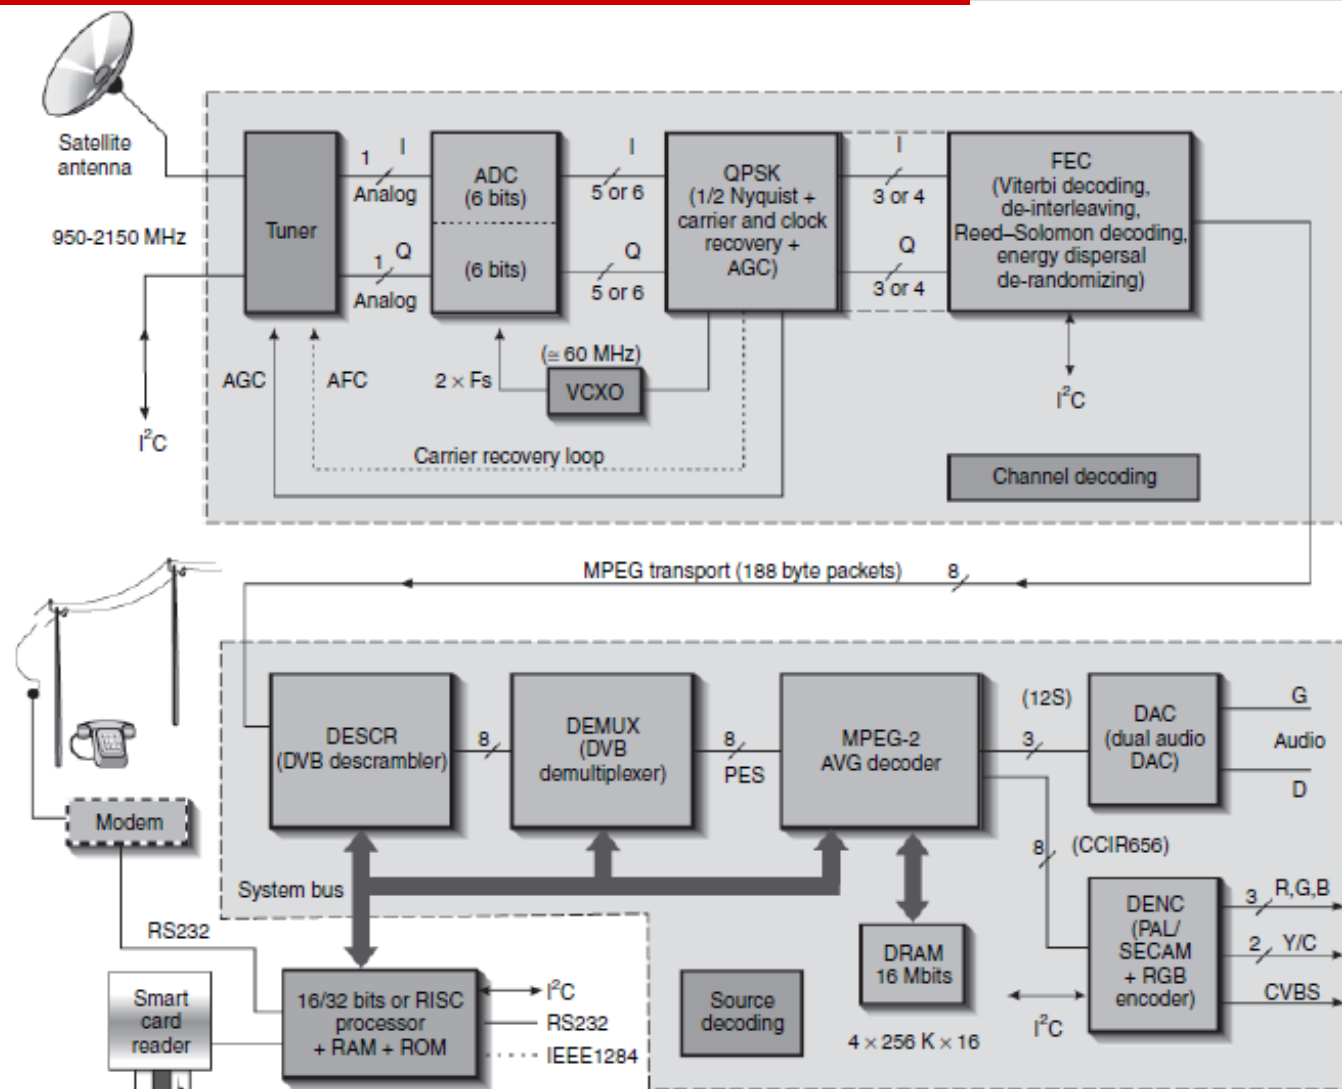 Satellite
antenna
950-2150 MHz
I²C
Tuner
1 I
Analog
1 Q
Analog
ADC
(6 bits)
(6 bits)
I
5 or 6
Q
5 or 6
QPSK
(1/2 Nyquist +
carrier and clock
recovery +
AGC)
I
3 or 4
Q
3 or 4
FEC
(Viterbi decoding,
de-interleaving,
Reed–Solomon decoding,
energy dispersal
de-randomizing)
I²C
AGC
AFC
2 × Fs
(≅ 60 MHz)
VCXO
Carrier recovery loop
Channel decoding
MPEG transport (188 byte packets) 8
DESCR
(DVB descrambler)
8
DEMUX
(DVB
demultiplexer)
8
PES
MPEG-2
AVG decoder
(12S)
3
DAC
(dual audio
DAC)
G
Audio
D
Modem
System bus
8
(CCIR656)
DENC
(PAL/
SECAM
+ RGB
encoder)
3 R,G,B
2 Y/C
CVBS
I²C
RS232
DRAM
16 Mbits
4 × 256 K × 16
Source
decoding
Smart
card
reader
16/32 bits or RISC
processor
+ RAM + ROM
I²C
RS232
IEEE1284